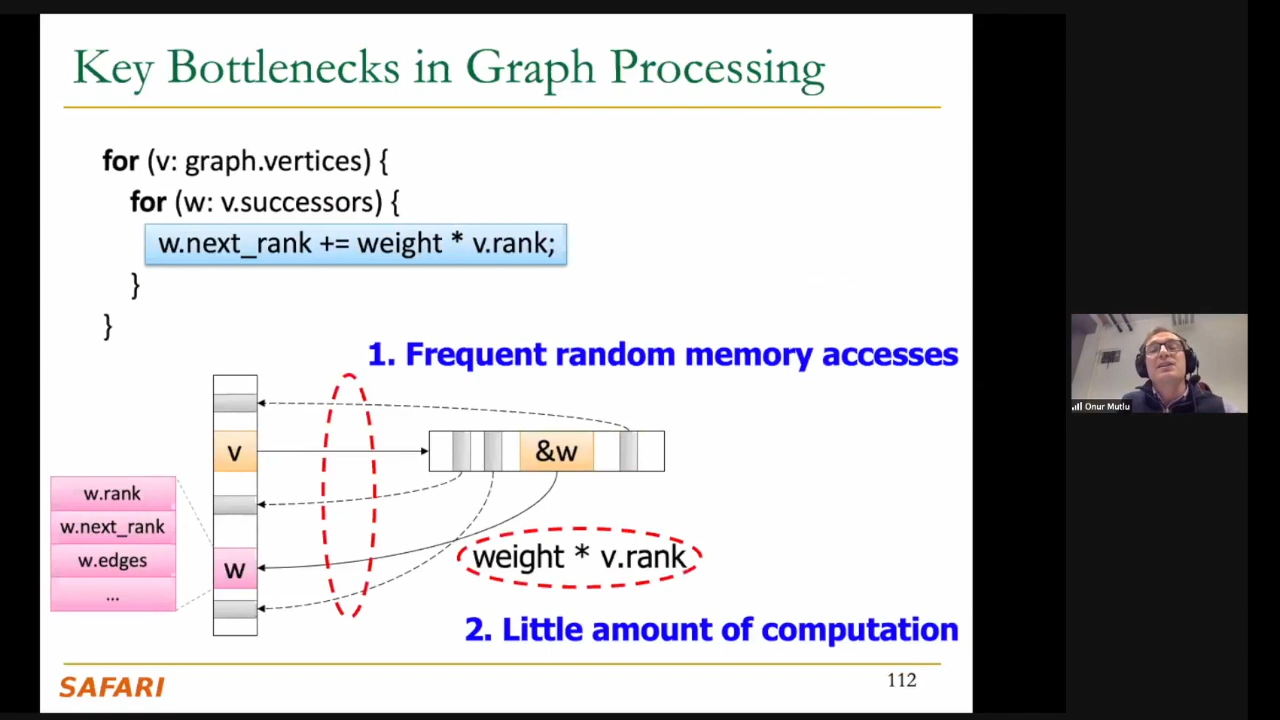 Key Bottlenecks in Graph Processing
for (v: graph.vertices) {
for (w: v.successors) {
w.next_rank += weight * v.rank;
}
}
1. Frequent random memory accesses
v
&w
w.rank
w.next_rank
w.edges
...
w
weight * v.rank
2. Little amount of computation
SAFARI
112
Onur Mutlu